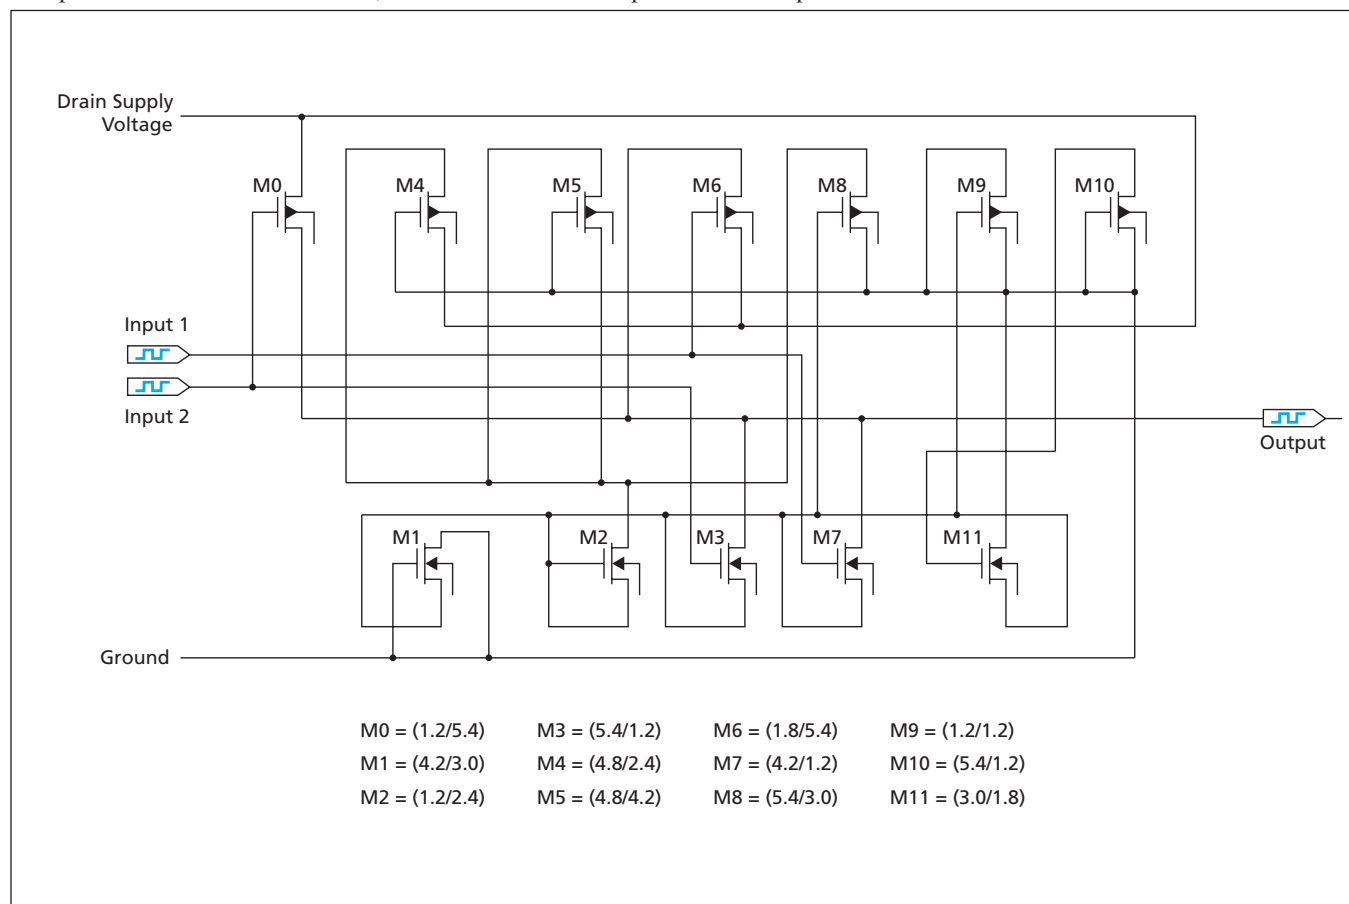 Drain Supply
Voltage
M0
M4
M5
M6
M8
M9
M10
Input 1
Input 2
Output
M1
M2
M3
M7
M11
Ground
M0 = (1.2/5.4) M3 = (5.4/1.2) M6 = (1.8/5.4) M9 = (1.2/1.2)
M1 = (4.2/3.0) M4 = (4.8/2.4) M7 = (4.2/1.2) M10 = (5.4/1.2)
M2 = (1.2/2.4) M5 = (4.8/4.2) M8 = (5.4/3.0) M11 = (3.0/1.8)